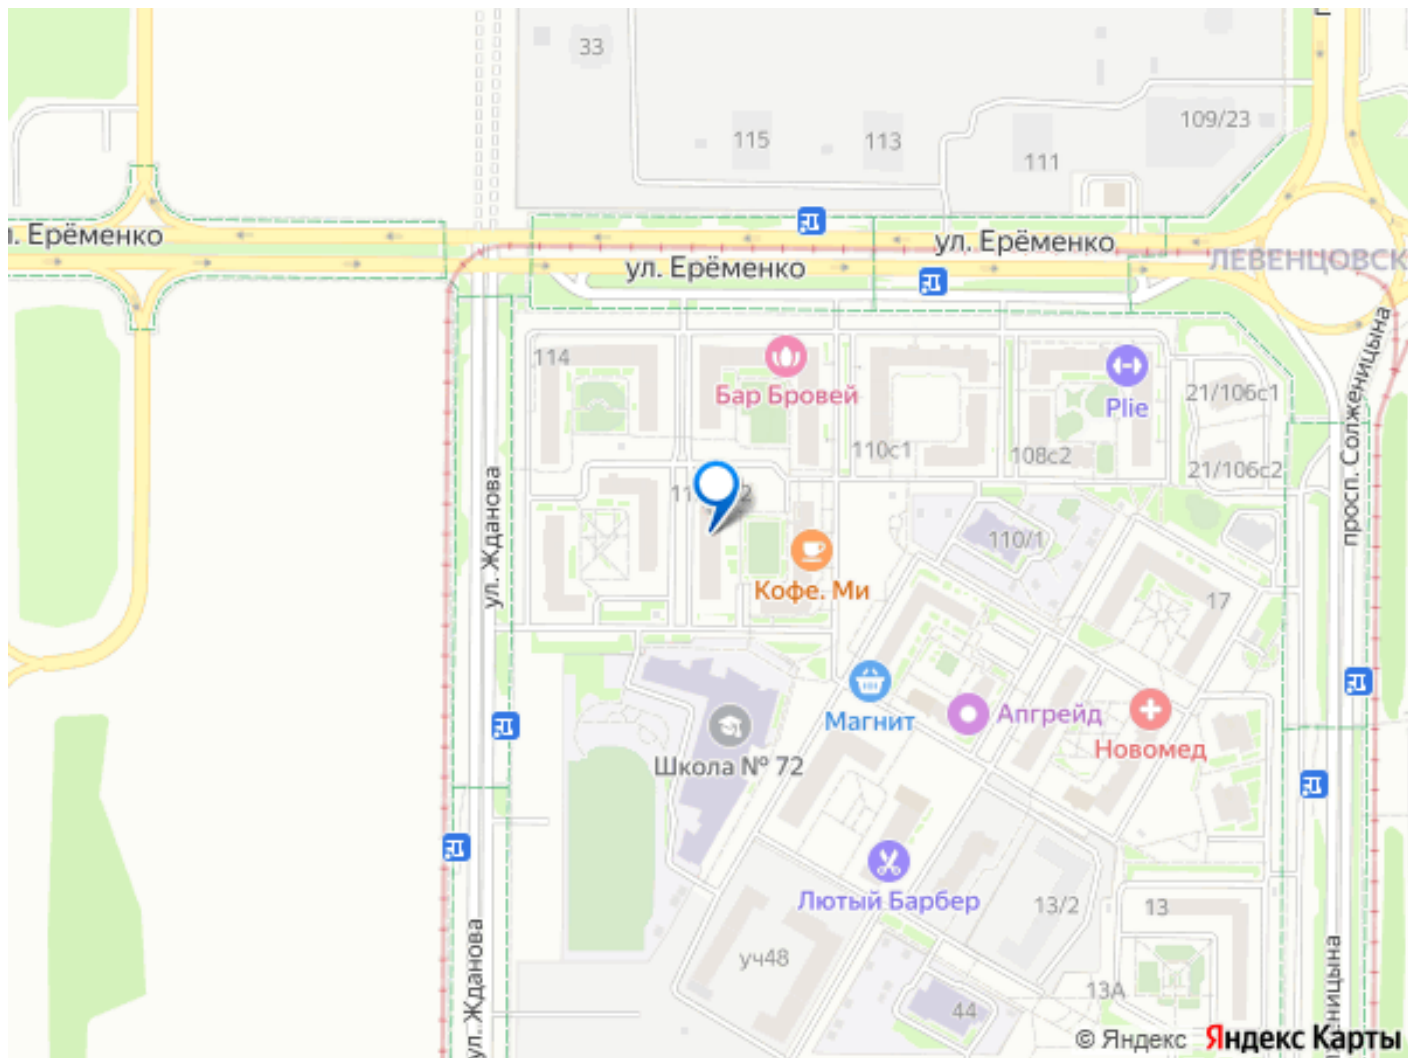 33
109/23
115
113
111
ул. Ерёменко
ул. Ерёменко
ул. Ерёменко
ЛЕВЕНЦОВСК
114
Бар Бровей
Plie
21/106с1
110с1
108с2
21/106с2
просп. Солженицына
ул. Жданова
110/1
Кофе. Ми
17
Магнит
Апгрейд
Новомед
Школа № 72
Лютый Барбер
13/2
13
уч48
13А
44
ул. Жданова
© Яндекс Яндекс Карты